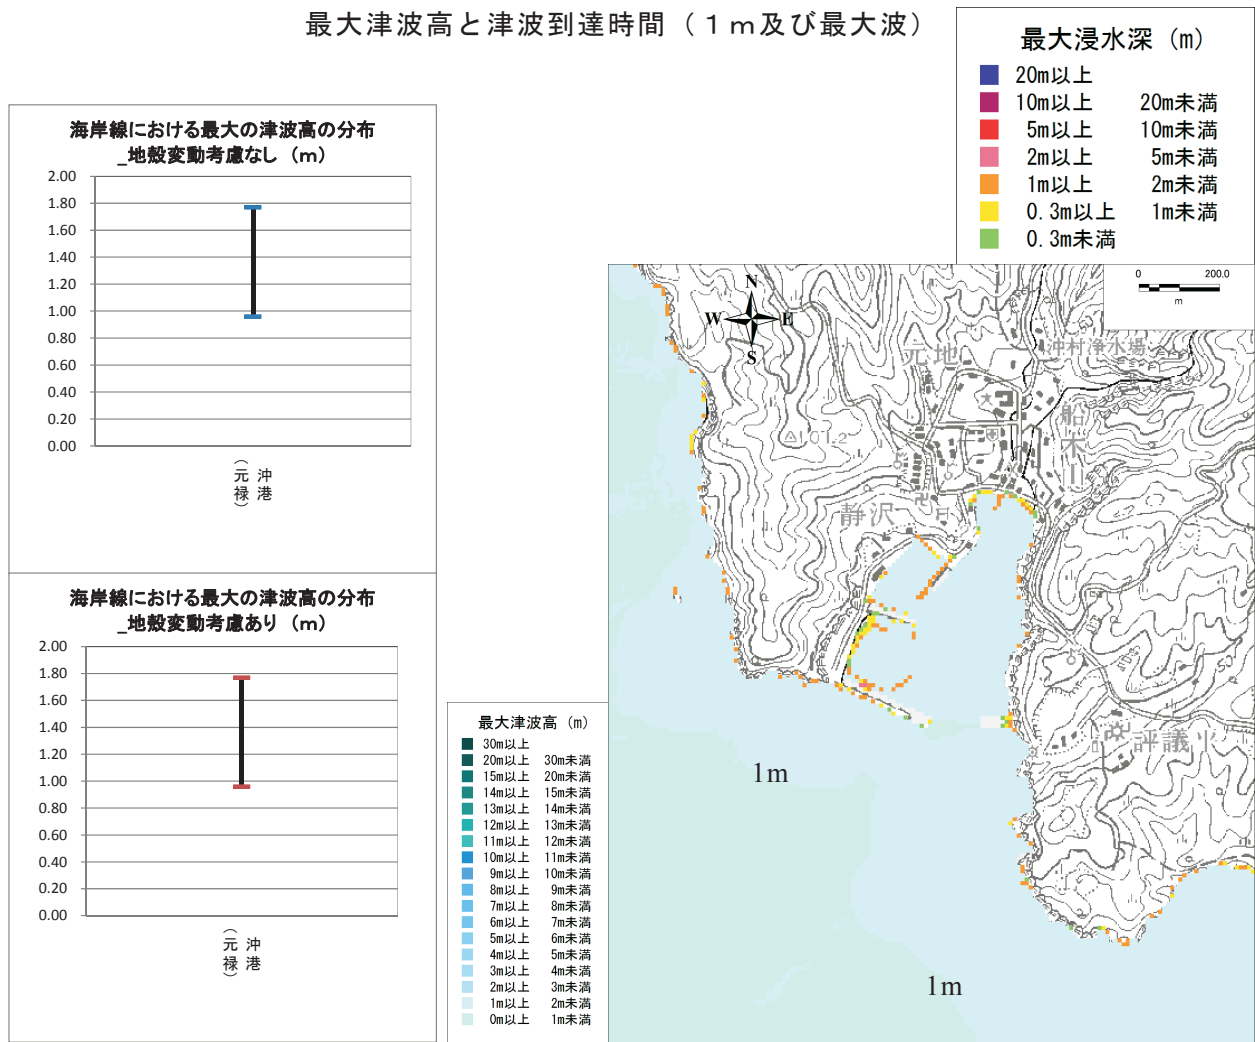 最大津波高と津波到達時間（１ｍ及び最大波）
最大浸水深（m）
20m以上
10m以上 20m未満
5m以上 10m未満
2m以上 5m未満
1m以上 2m未満
0.3m以上 1m未満
0.3m未満
海岸線における最大の津波高の分布
_地殻変動考慮なし（m）
2.00
1.80
1.60
1.40
1.20
1.00
0.80
0.60
0.40
0.20
0.00
沖港
（元禄）
海岸線における最大の津波高の分布
_地殻変動考慮あり（m）
2.00
1.80
1.60
1.40
1.20
1.00
0.80
0.60
0.40
0.20
0.00
沖港
（元禄）
最大津波高（m）
30m以上
20m以上 30m未満
15m以上 20m未満
14m以上 15m未満
13m以上 14m未満
12m以上 13m未満
11m以上 12m未満
10m以上 11m未満
9m以上 10m未満
8m以上 9m未満
7m以上 8m未満
6m以上 7m未満
5m以上 6m未満
4m以上 5m未満
3m以上 4m未満
2m以上 3m未満
1m以上 2m未満
0m以上 1m未満
0 200.0
m
N
W E
S
元地
沖村浄水場
船木山
101.2
静沢
評議平
1m
1m